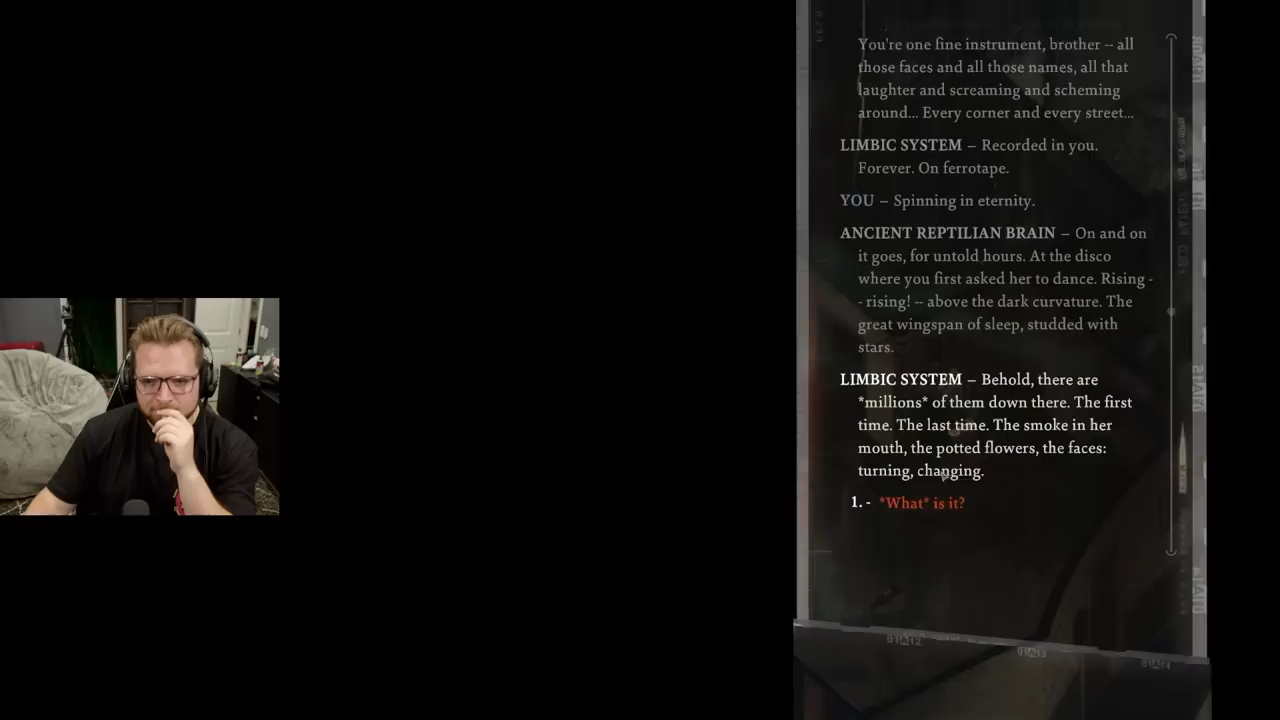 You're one fine instrument, brother -- all
those faces and all those names, all that
laughter and screaming and scheming
around... Every corner and every street...
LIMBIC SYSTEM – Recorded in you.
Forever. On ferrotape.
YOU – Spinning in eternity.
ANCIENT REPTILIAN BRAIN – On and on
it goes, for untold hours. At the disco
where you first asked her to dance. Rising -
- rising! -- above the dark curvature. The
great wingspan of sleep, studded with
stars.
LIMBIC SYSTEM – Behold, there are
*millions* of them down there. The first
time. The last time. The smoke in her
mouth, the potted flowers, the faces:
turning, changing.
1. - *What* is it?